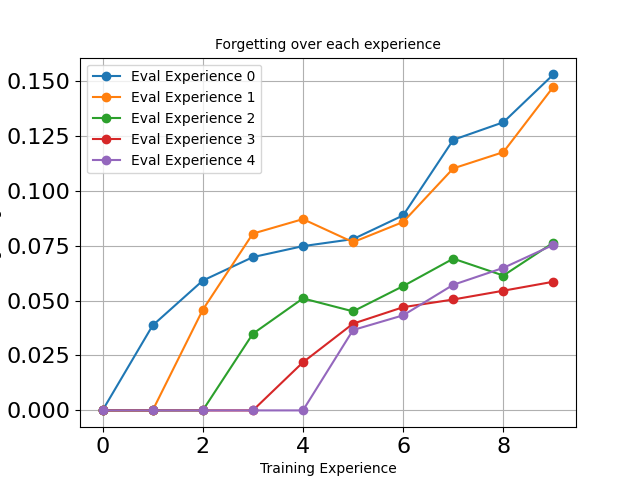 Forgetting over each experience
Eval Experience 0
Eval Experience 1
Eval Experience 2
Eval Experience 3
Eval Experience 4
0.150
0.125
0.100
0.075
0.050
0.025
0.000
0 2 4 6 8
Training Experience